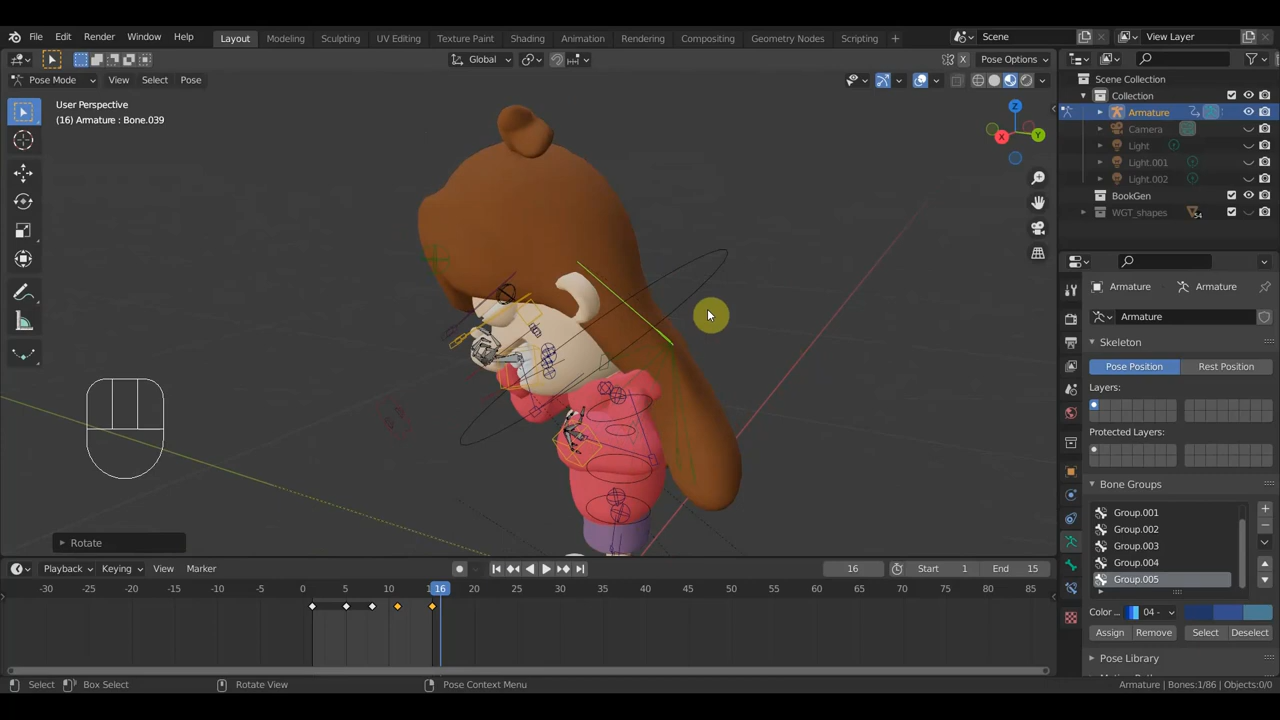 File Edit Render Window Help Layout Modeling Sculpting UV Editing Texture Paint Shading Animation Rendering Compositing Geometry Nodes Scripting + Scene View Layer
Global Pose Options
Pose Mode View Select Pose
User Perspective
(16) Armature : Bone.039
Z
Y
X
Scene Collection
Collection
Armature
Camera
Light
Light.001
Light.002
BookGen
WGT_shapes 54
Armature Armature
Armature
Skeleton
Pose Position Rest Position
Layers:
Protected Layers:
Bone Groups
Group.001
Group.002
Group.003
Group.004
Group.005
Color 04 -
Assign Remove Select Deselect
Pose Library
Rotate
Playback Keying View Marker 16 Start 1 End 15
-30 -25 -20 -15 -10 -5 0 5 10 16 20 25 30 35 40 45 50 55 60 65 70 75 80 85 90 95 100
Select Box Select Rotate View Pose Context Menu Armature | Bones:1/86 | Objects:0/0